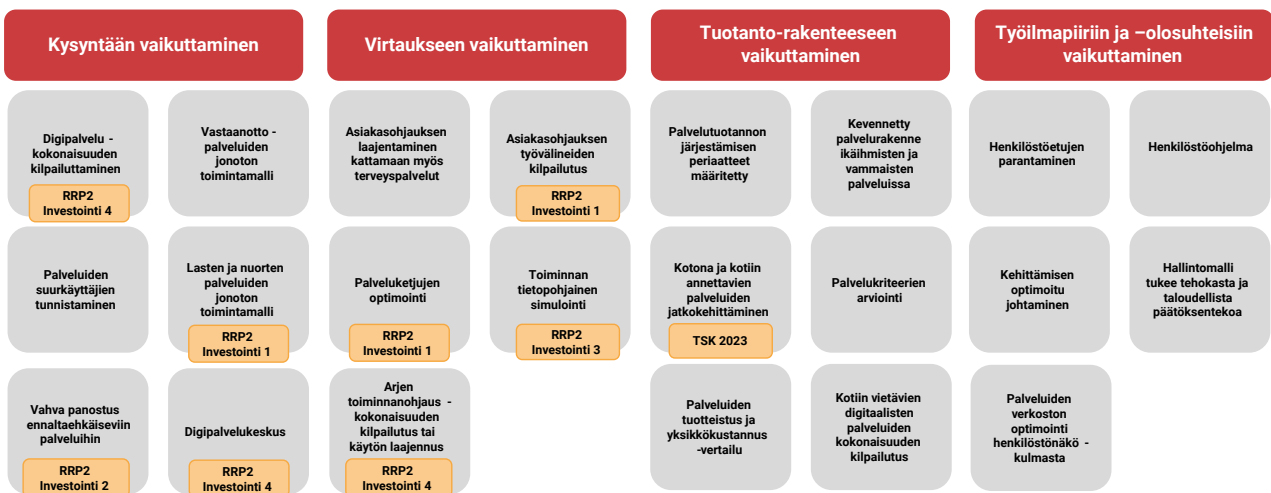 Kysyntään vaikuttaminen
Virtaukseen vaikuttaminen
Tuotanto-rakenteeseen
vaikuttaminen
Työilmapiiriin ja –olosuhteisiin
vaikuttaminen
Digipalvelu -
kokonaisuuden
kilpailuttaminen
RRP2
Investointi 4
Vastaanotto -
palveluiden
jonoton
toimintamalli
Asiakasohjauksen
laajentaminen
kattamaan myös
terveyspalvelut
Asiakasohjauksen
työvälineiden
kilpailutus
RRP2
Investointi 1
Palvelutuotannon
järjestämisen
periaatteet
määritetty
Kevennetty
palvelurakenne
ikäihmisten ja
vammaisten
palveluissa
Henkilöstöetujen
parantaminen
Henkilöstöohjelma
Palveluiden
suurkäyttäjien
tunnistaminen
Lasten ja nuorten
palveluiden
jonoton
toimintamalli
RRP2
Investointi 1
Palveluketjujen
optimointi
RRP2
Investointi 1
Toiminnan
tietopohjainen
simulointi
RRP2
Investointi 3
Kotona ja kotiin
annettavien
palveluiden
jatkokehittäminen
TSK 2023
Palvelukriteerien
arviointi
Kehittämisen
optimoitu
johtaminen
Hallintomalli
tukee tehokasta ja
taloudellista
päätöksentekoa
Vahva panostus
ennaltaehkäiseviin
palveluihin
RRP2
Investointi 2
Digipalvelukeskus
RRP2
Investointi 4
Arjen
toiminnanohjaus -
kokonaisuuden
kilpailutus tai
käytön laajennus
RRP2
Investointi 4
Palveluiden
tuotteistus ja
yksikkökustannus
-vertailu
Kotiin vietävien
digitaalisten
palveluiden
kokonaisuuden
kilpailutus
Palveluiden
verkoston
optimointi
henkilöstönäkö -
kulmasta